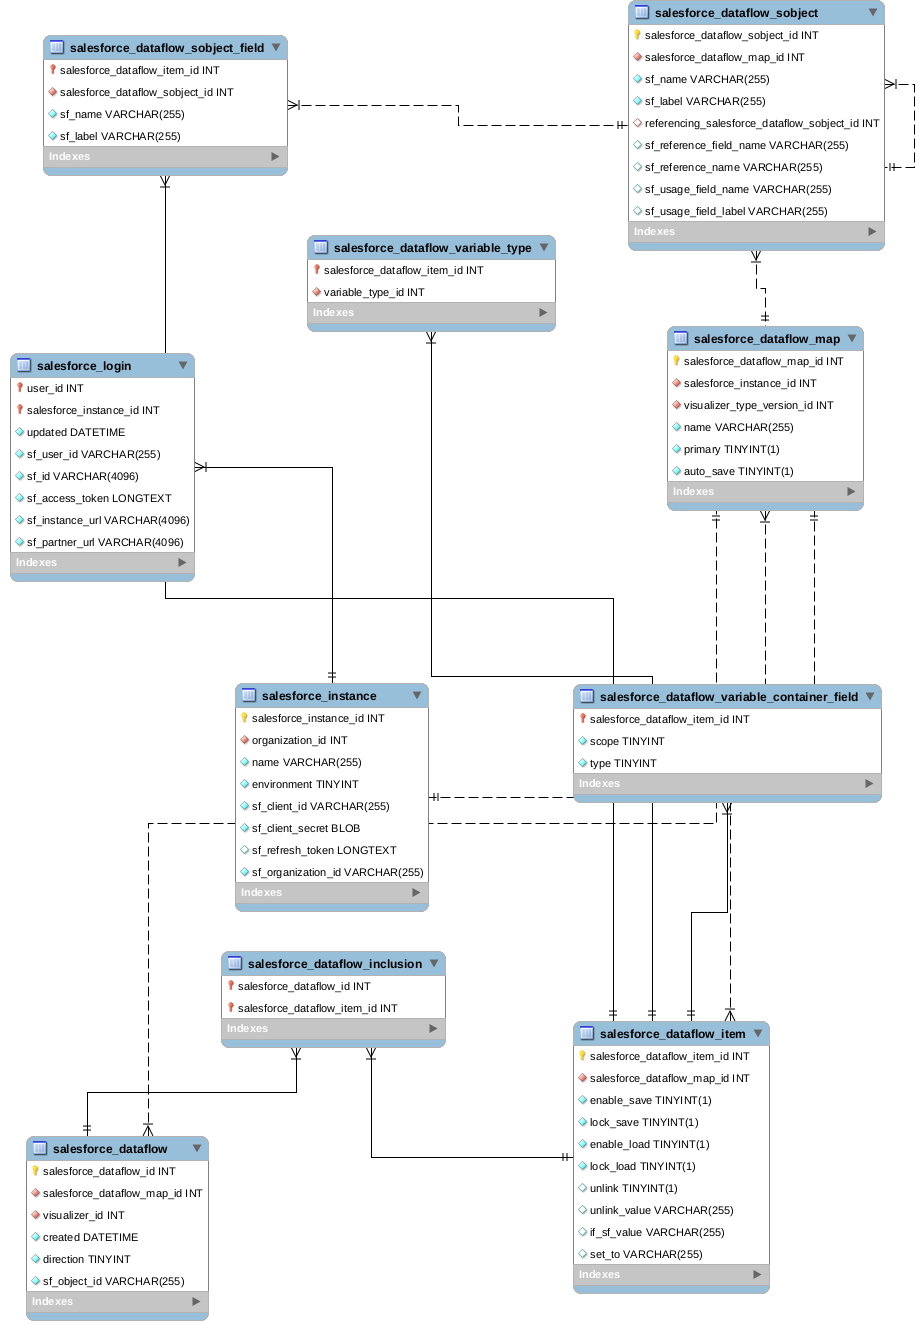 salesforce_dataflow_sobject
salesforce_dataflow_sobject_id INT
salesforce_dataflow_map_id INT
sf_name VARCHAR(255)
sf_label VARCHAR(255)
referencing_salesforce_dataflow_sobject_id INT
sf_reference_field_name VARCHAR(255)
sf_reference_name VARCHAR(255)
sf_usage_field_name VARCHAR(255)
sf_usage_field_label VARCHAR(255)
Indexes
salesforce_dataflow_sobject_field
salesforce_dataflow_item_id INT
salesforce_dataflow_sobject_id INT
sf_name VARCHAR(255)
sf_label VARCHAR(255)
Indexes
salesforce_dataflow_variable_type
salesforce_dataflow_item_id INT
variable_type_id INT
Indexes
salesforce_dataflow_map
salesforce_dataflow_map_id INT
salesforce_instance_id INT
visualizer_type_version_id INT
name VARCHAR(255)
primary TINYINT(1)
auto_save TINYINT(1)
Indexes
salesforce_login
user_id INT
salesforce_instance_id INT
updated DATETIME
sf_user_id VARCHAR(255)
sf_id VARCHAR(4096)
sf_access_token LONGTEXT
sf_instance_url VARCHAR(4096)
sf_partner_url VARCHAR(4096)
Indexes
salesforce_instance
salesforce_instance_id INT
organization_id INT
name VARCHAR(255)
environment TINYINT
sf_client_id VARCHAR(255)
sf_client_secret BLOB
sf_refresh_token LONGTEXT
sf_organization_id VARCHAR(255)
Indexes
salesforce_dataflow_variable_container_field
salesforce_dataflow_item_id INT
scope TINYINT
type TINYINT
Indexes
salesforce_dataflow_inclusion
salesforce_dataflow_id INT
salesforce_dataflow_item_id INT
Indexes
salesforce_dataflow_item
salesforce_dataflow_item_id INT
salesforce_dataflow_map_id INT
enable_save TINYINT(1)
lock_save TINYINT(1)
enable_load TINYINT(1)
lock_load TINYINT(1)
unlink TINYINT(1)
unlink_value VARCHAR(255)
if_sf_value VARCHAR(255)
set_to VARCHAR(255)
Indexes
salesforce_dataflow
salesforce_dataflow_id INT
salesforce_dataflow_map_id INT
visualizer_id INT
created DATETIME
direction TINYINT
sf_object_id VARCHAR(255)
Indexes